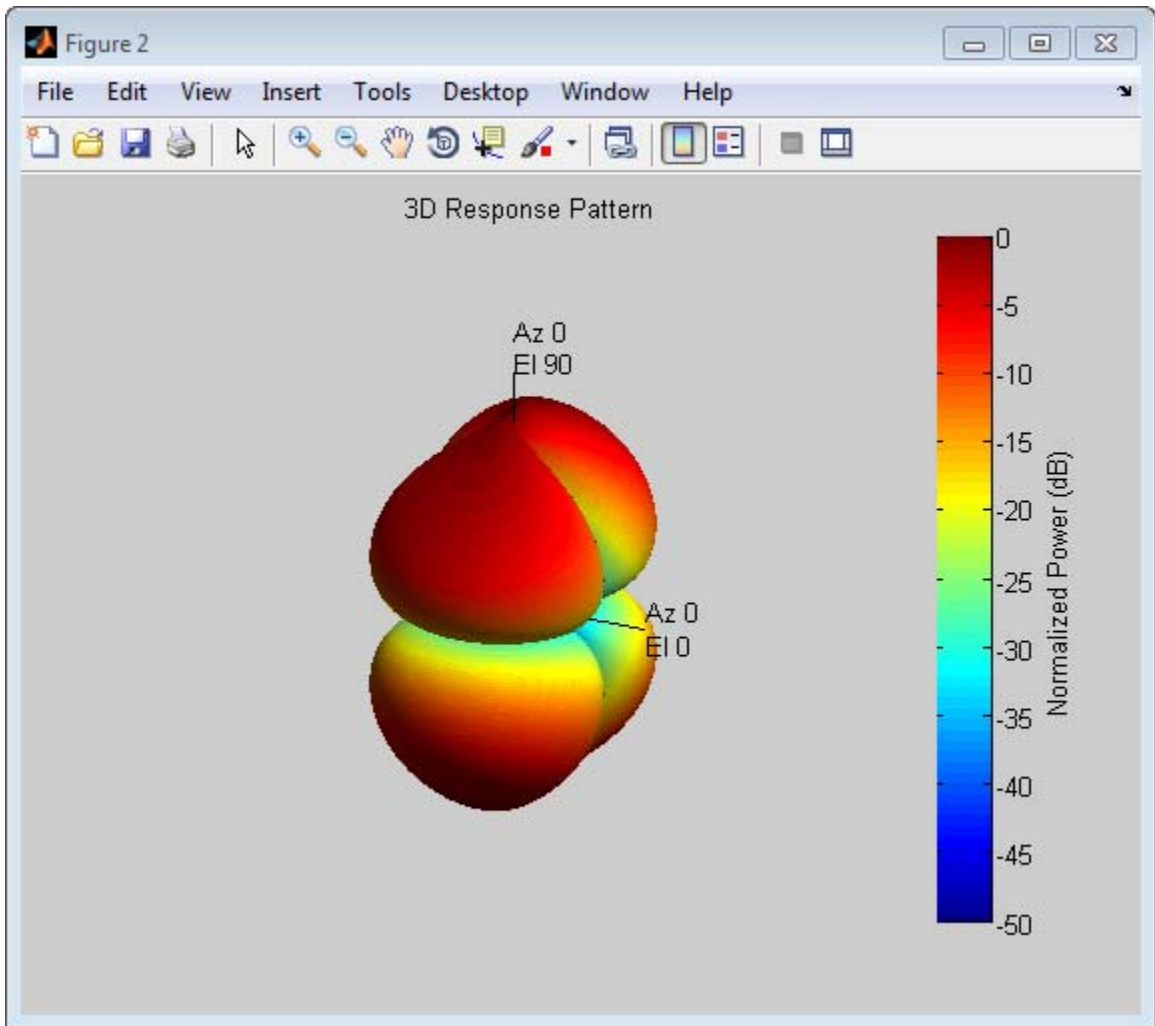 Figure 2
File Edit View Insert Tools Desktop Window Help
3D Response Pattern
Az 0
El 90
Az 0
El 0
0
-5
-10
-15
-20
-25
-30
-35
-40
-45
-50
Normalized Power (dB)